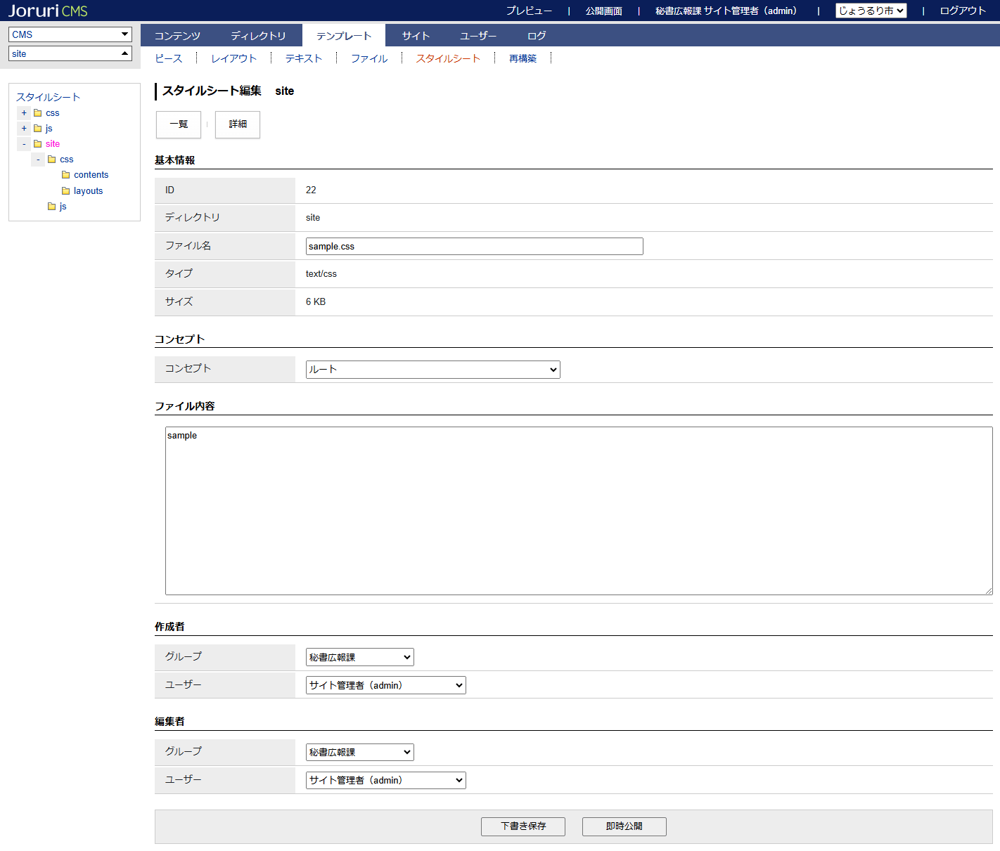 Joruri CMS
プレビュー | 公開画面 | 秘書広報課 サイト管理者（admin） | じょうるり市 | ログアウト
CMS
site
コンテンツ ディレクトリ テンプレート サイト ユーザー ログ
ピース レイアウト テキスト ファイル スタイルシート 再構築
スタイルシート
+ css
+ js
- site
- css
contents
layouts
js
スタイルシート編集 site
一覧 詳細
基本情報
ID 22
ディレクトリ site
ファイル名 sample.css
タイプ text/css
サイズ 6 KB
コンセプト
コンセプト ルート
ファイル内容
sample
作成者
グループ 秘書広報課
ユーザー サイト管理者（admin）
編集者
グループ 秘書広報課
ユーザー サイト管理者（admin）
下書き保存 即時公開